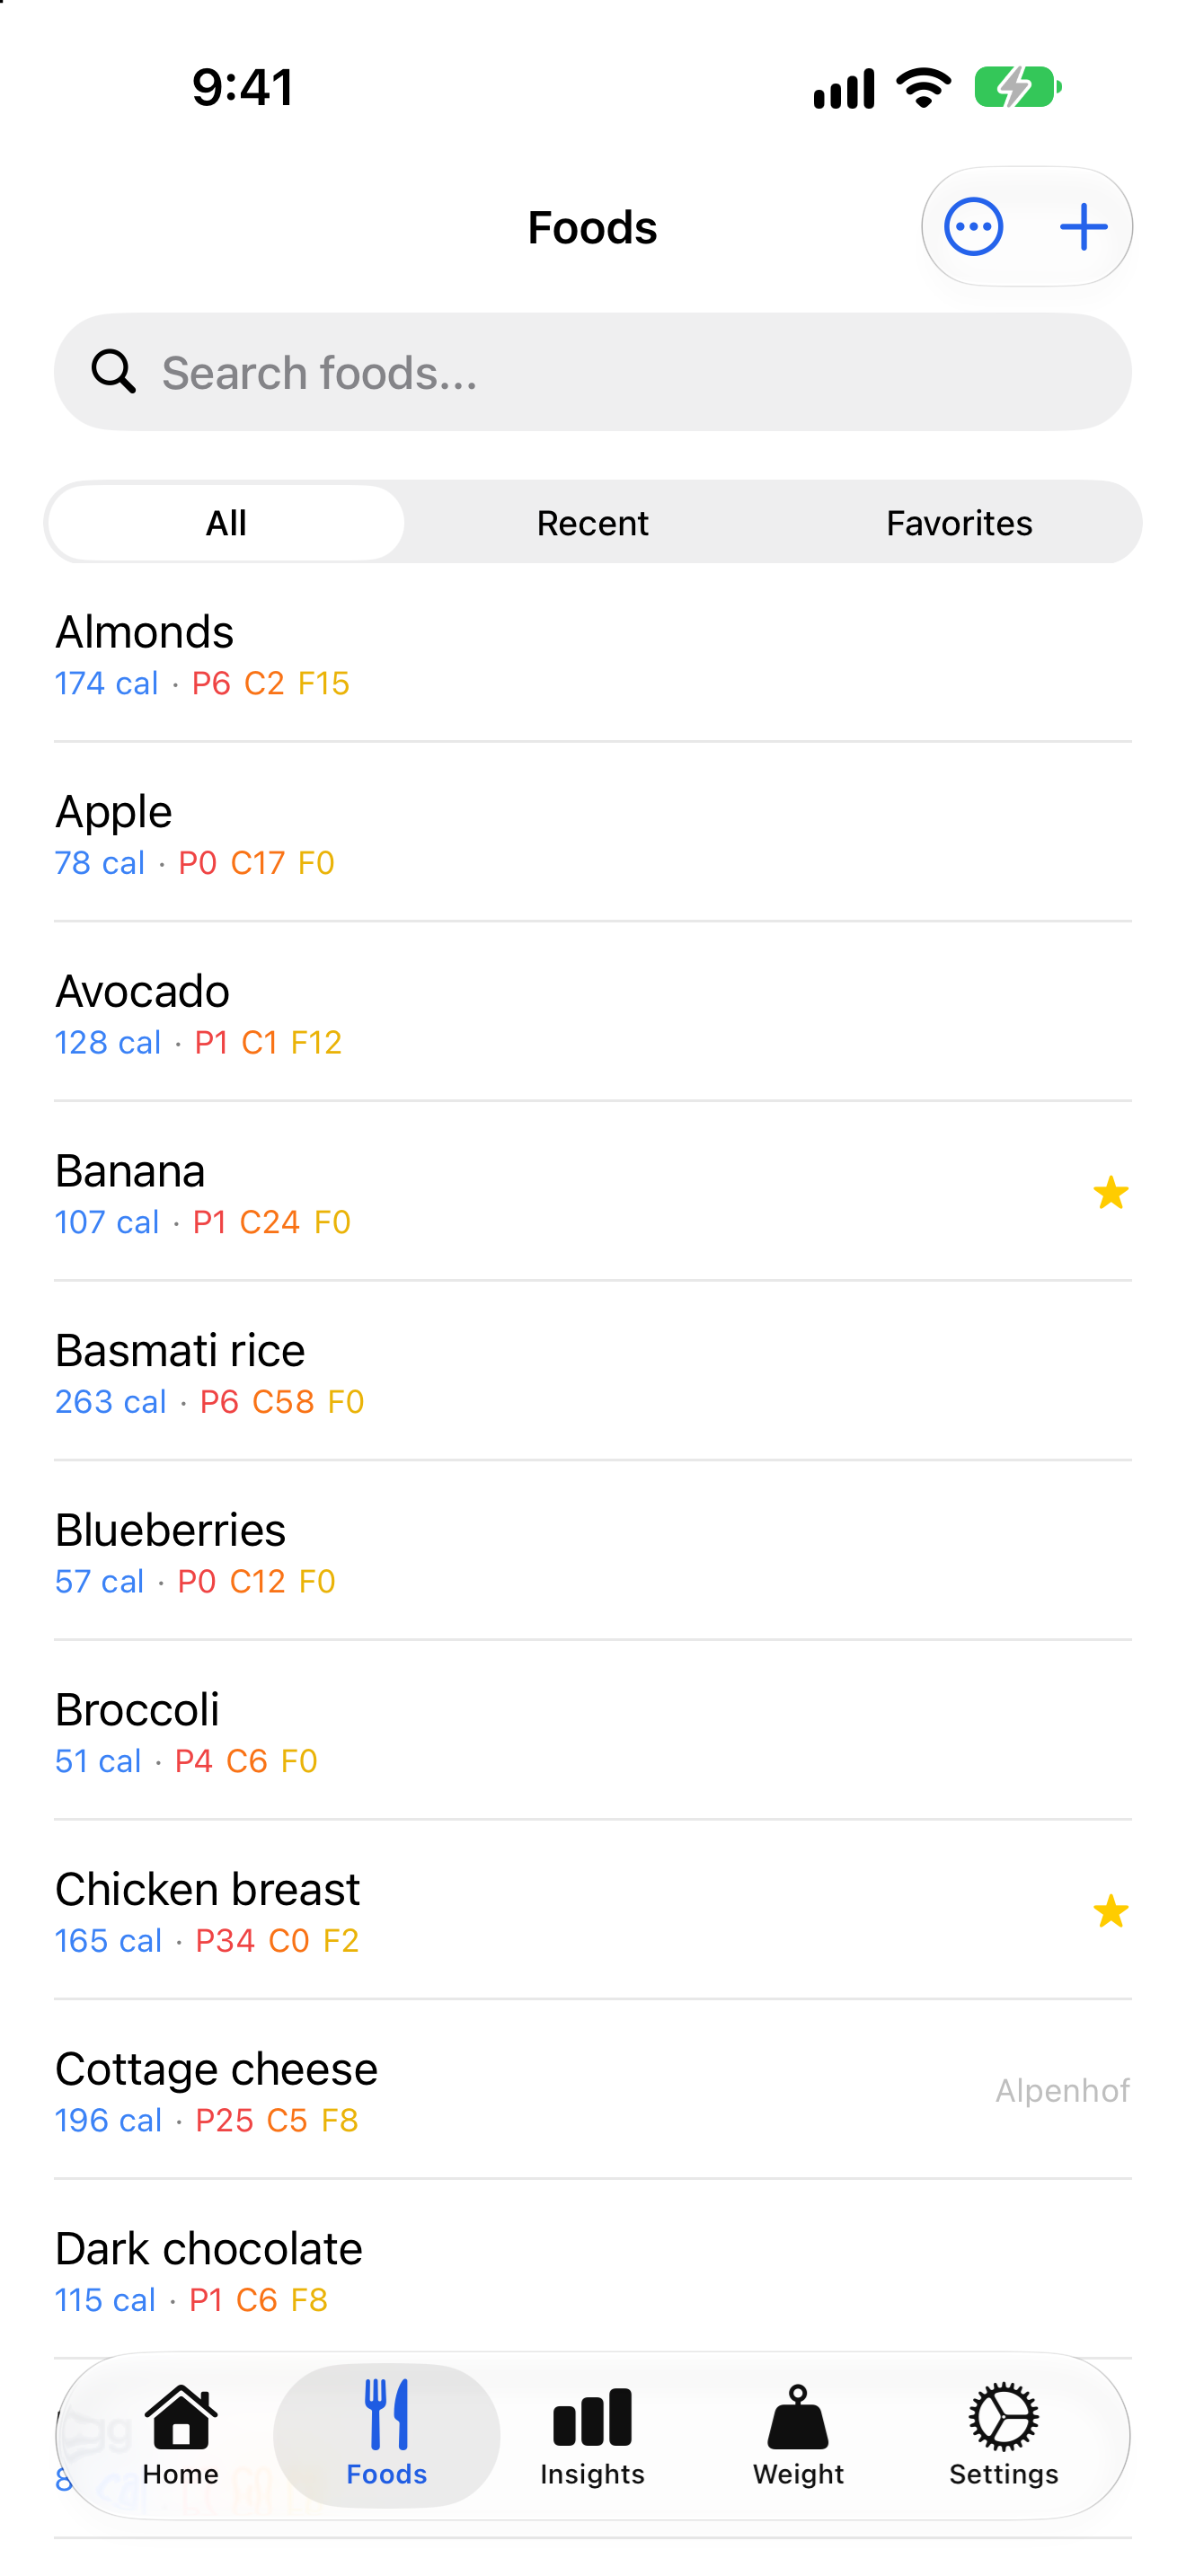 9:41
Foods
Search foods...
All Recent Favorites
Almonds
174 cal · P6 C2 F15
Apple
78 cal · P0 C17 F0
Avocado
128 cal · P1 C1 F12
Banana
107 cal · P1 C24 F0
Basmati rice
263 cal · P6 C58 F0
Blueberries
57 cal · P0 C12 F0
Broccoli
51 cal · P4 C6 F0
Chicken breast
165 cal · P34 C0 F2
Cottage cheese
Alpenhof
196 cal · P25 C5 F8
Dark chocolate
115 cal · P1 C6 F8
Home Foods Insights Weight Settings